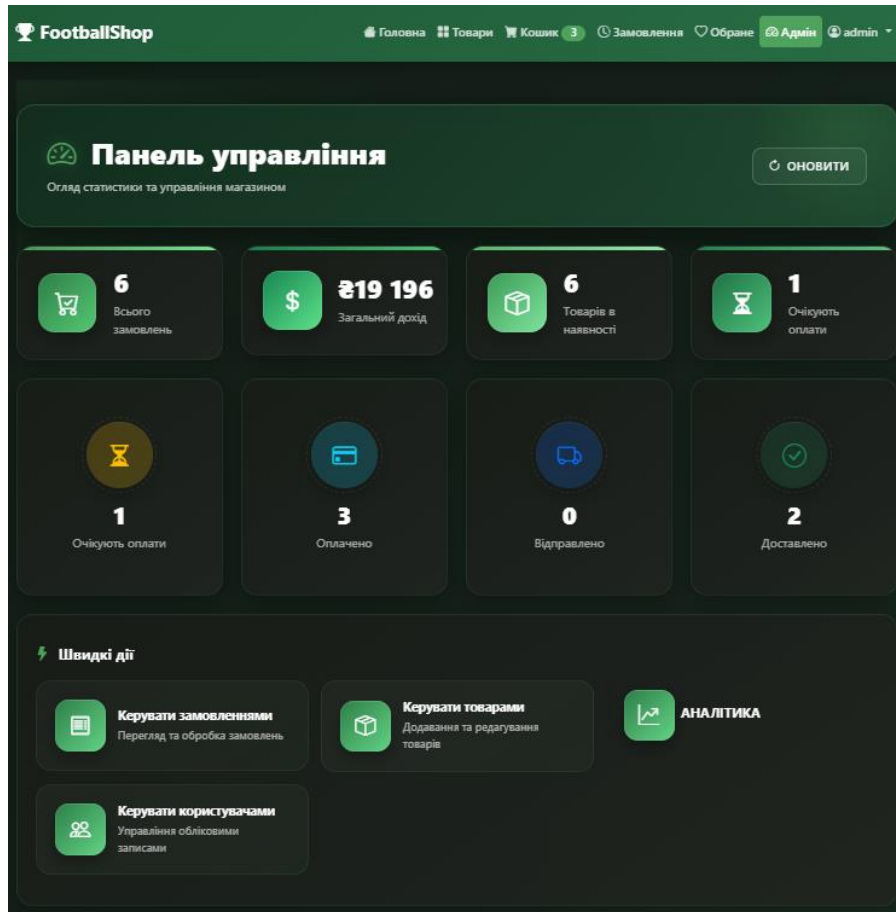 FootballShop
Головна
Товари
Кошик 3
Замовлення
Обране
Адмін
admin
Панель управління
Огляд статистики та управління магазином
ОНОВИТИ
6
Всього
замовлень
₴19 196
Загальний дохід
6
Товарів в
наявності
1
Очікують
оплати
1
Очікують оплати
3
Оплачено
0
Відправлено
2
Доставлено
Швидкі дії
Керувати замовленнями
Перегляд та обробка замовлень
Керувати товарами
Додавання та редагування
товарів
АНАЛІТИКА
Керувати користувачами
Управління обліковими
записами